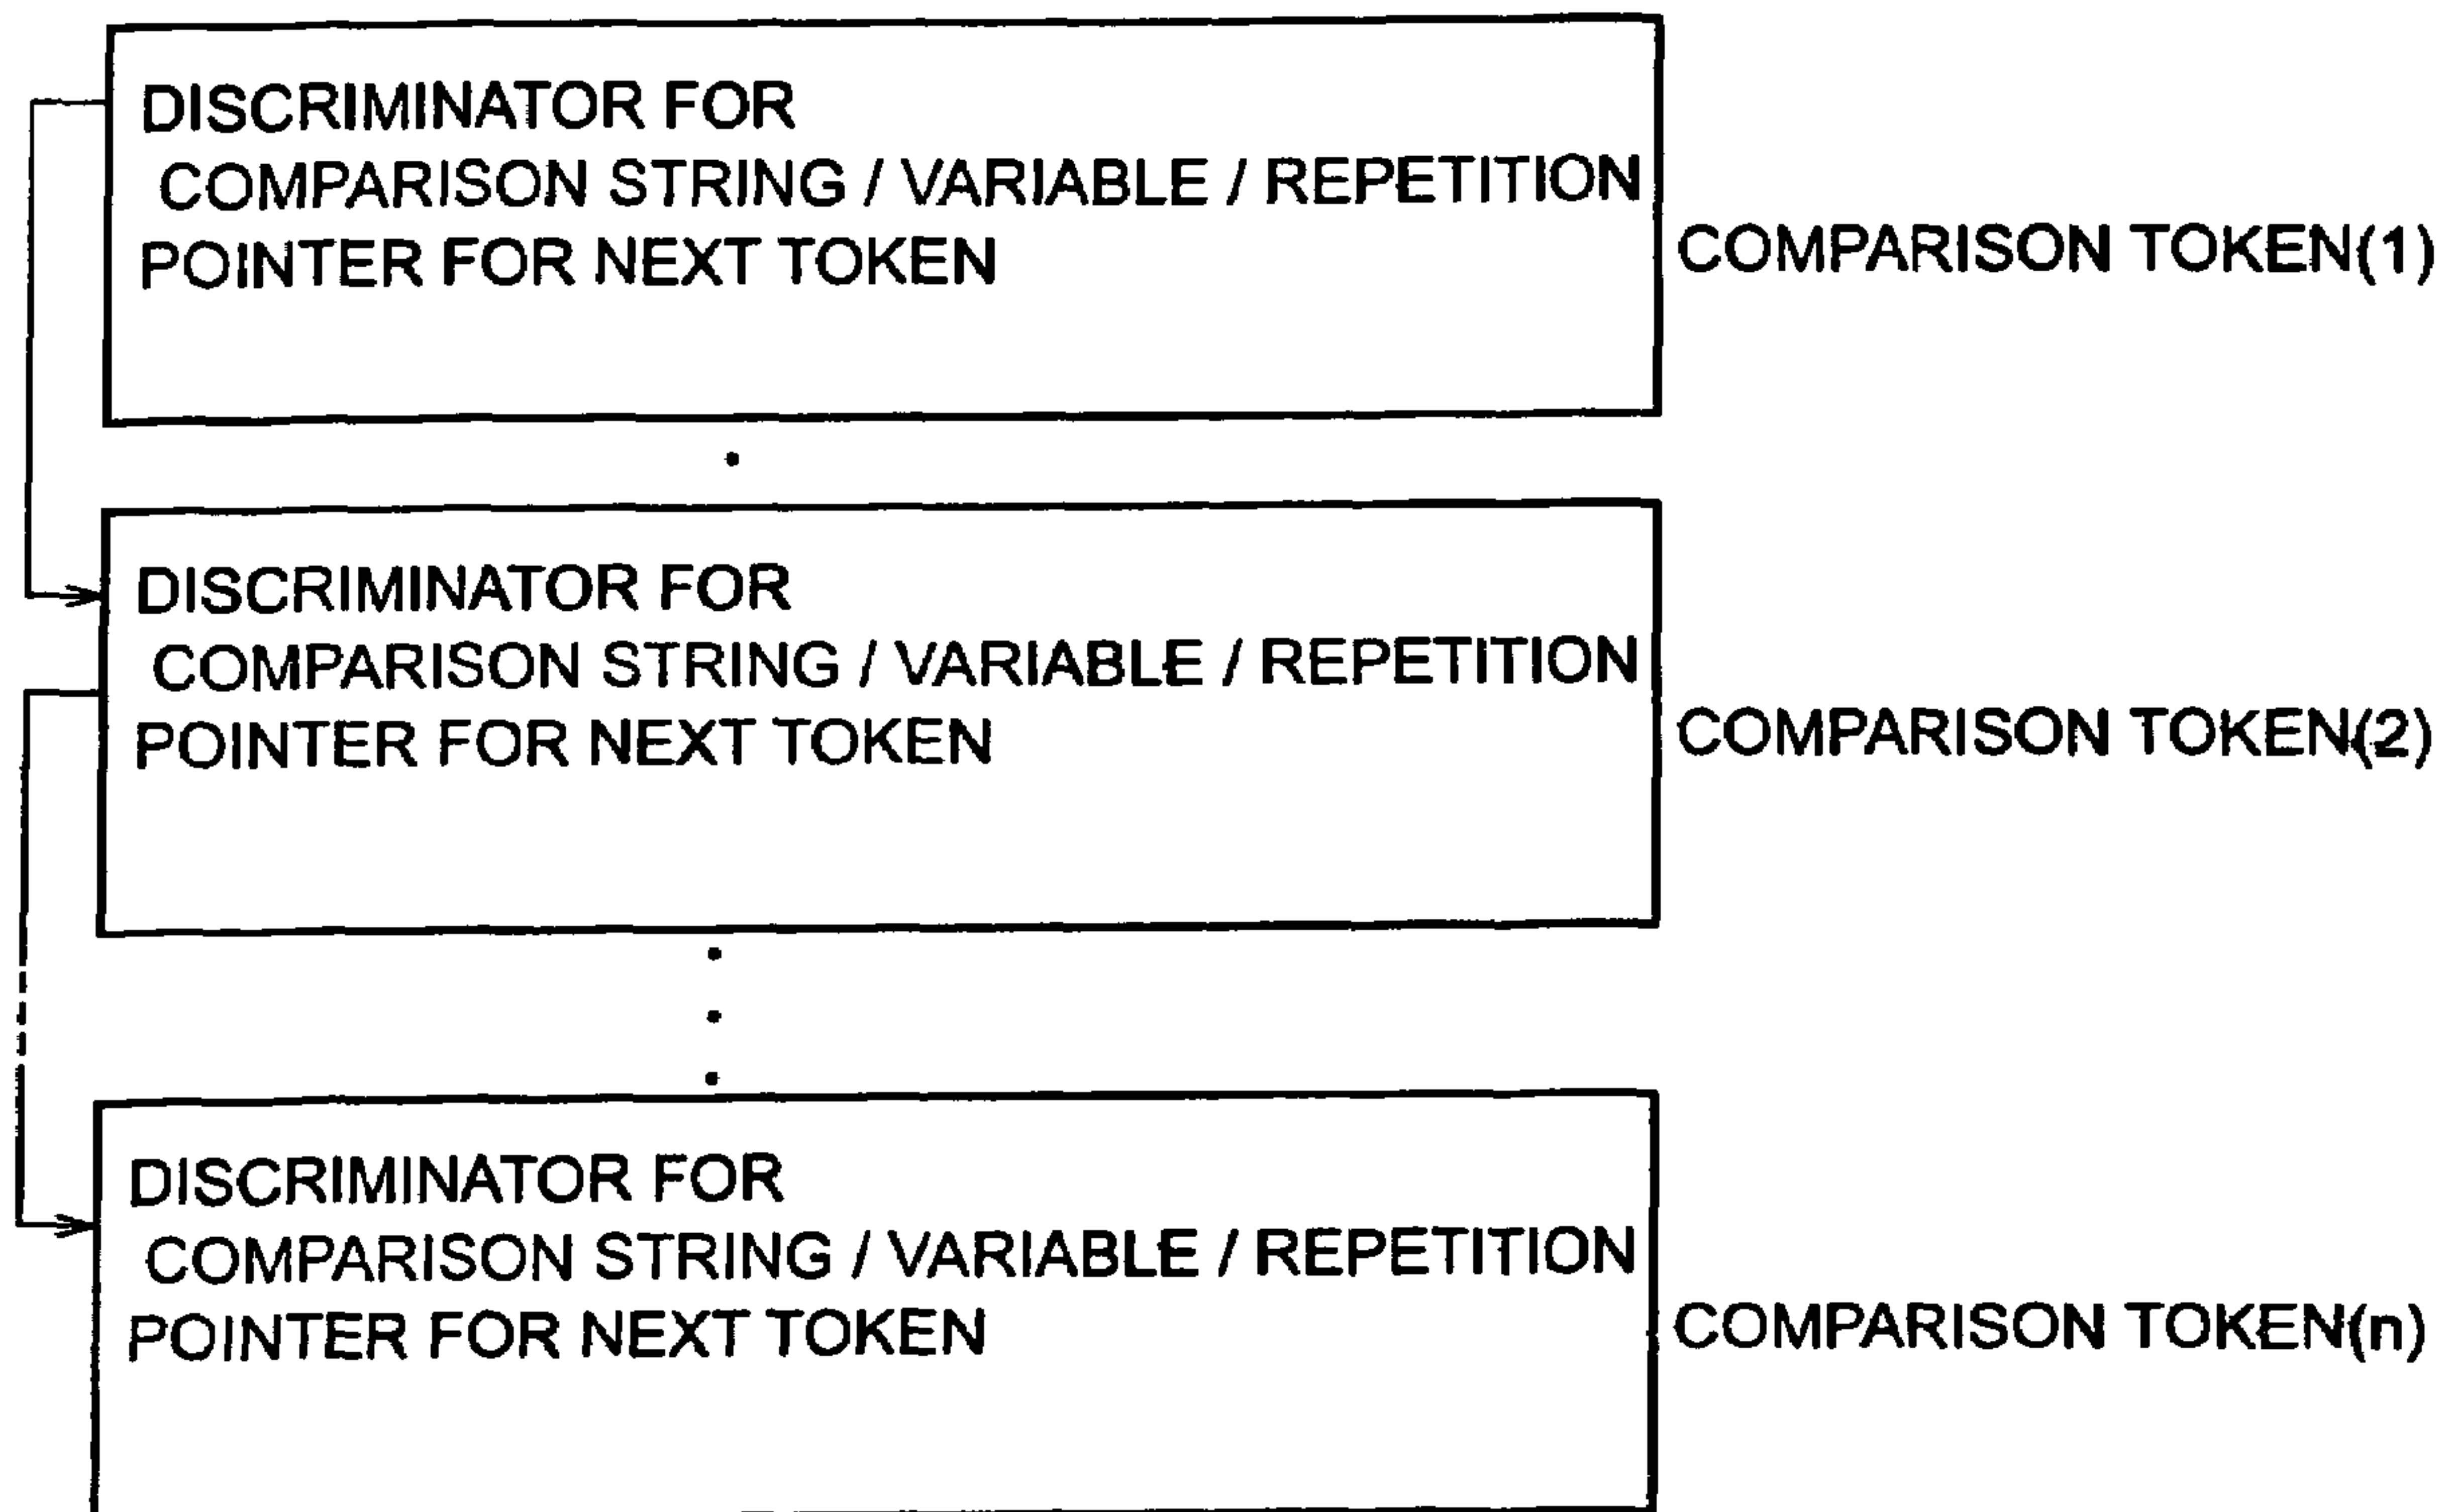 DISCRIMINATOR FOR
COMPARISON STRING / VARIABLE / REPETITION
POINTER FOR NEXT TOKEN
COMPARISON TOKEN(1)
DISCRIMINATOR FOR
COMPARISON STRING / VARIABLE / REPETITION
POINTER FOR NEXT TOKEN
COMPARISON TOKEN(2)
DISCRIMINATOR FOR
COMPARISON STRING / VARIABLE / REPETITION
POINTER FOR NEXT TOKEN
COMPARISON TOKEN(n)